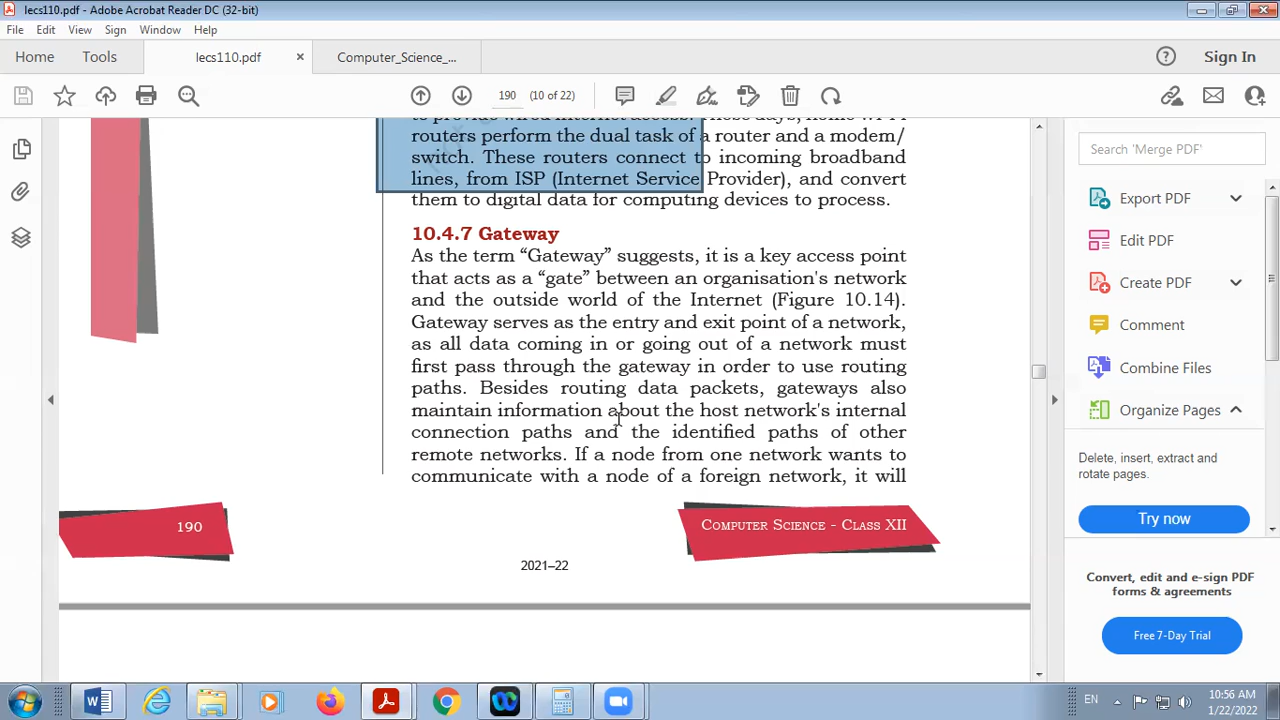 lecs110.pdf - Adobe Acrobat Reader DC (32-bit)
File Edit View Sign Window Help
Home Tools lecs110.pdf × Computer_Science_... Sign In
190 (10 of 22)
routers perform the dual task of a router and a modem/
switch. These routers connect to incoming broadband
lines, from ISP (Internet Service Provider), and convert
them to digital data for computing devices to process.
10.4.7 Gateway
As the term “Gateway” suggests, it is a key access point
that acts as a “gate” between an organisation's network
and the outside world of the Internet (Figure 10.14).
Gateway serves as the entry and exit point of a network,
as all data coming in or going out of a network must
first pass through the gateway in order to use routing
paths. Besides routing data packets, gateways also
maintain information about the host network's internal
connection paths and the identified paths of other
remote networks. If a node from one network wants to
communicate with a node of a foreign network, it will
190
Computer Science - Class XII
2021–22
Search 'Merge PDF'
Export PDF
Edit PDF
Create PDF
Comment
Combine Files
Organize Pages
Delete, insert, extract and
rotate pages.
Try now
Convert, edit and e-sign PDF
forms & agreements
Free 7-Day Trial
EN
10:56 AM
1/22/2022